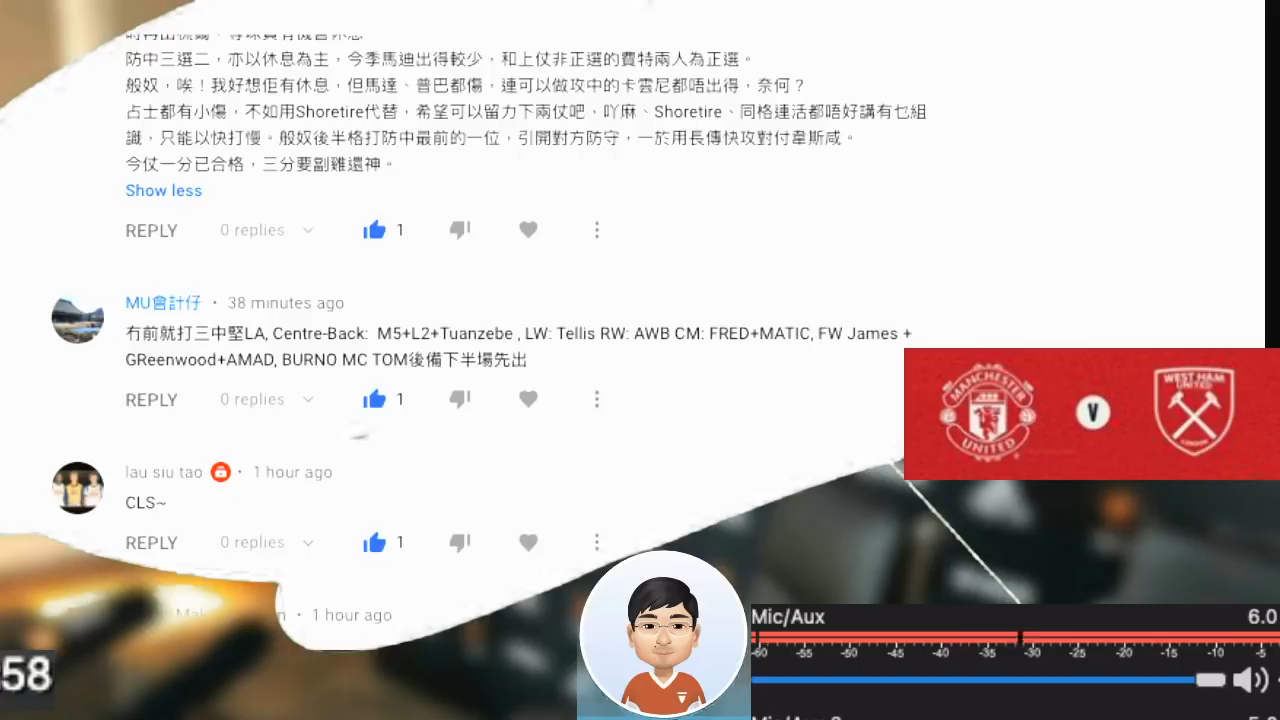 防中三選二，亦以休息為主，今季馬迪出得較少，和上仗非正選的費特兩人為正選。
般奴，唉！我好想佢有休息，但馬達、普巴都傷，連可以做攻中的卡雲尼都唔出得，奈何？
占士都有小傷，不如用Shoretire代替，希望可以留力下兩仗吧，吖麻、Shoretire、同格連活都唔好講有乜組
識，只能以快打慢。般奴後半格打防中最前的一位，引開對方防守，一於用長傳快攻對付韋斯咸。
今仗一分已合格，三分要劏雞還神。
Show less
REPLY 0 replies 1
MU會計仔 · 38 minutes ago
冇前就打三中堅LA, Centre-Back: M5+L2+Tuanzebe , LW: Tellis RW: AWB CM: FRED+MATIC, FW James +
GReenwood+AMAD, BURNO MC TOM後備下半場先出
REPLY 0 replies 1
MANCHESTER UNITED V WEST HAM UNITED LONDON
lau siu tao · 1 hour ago
CLS~
REPLY 0 replies 1
· 1 hour ago
Mic/Aux 6.0
-60 -55 -50 -45 -40 -35 -30 -25 -20 -15 -10 -5
:58